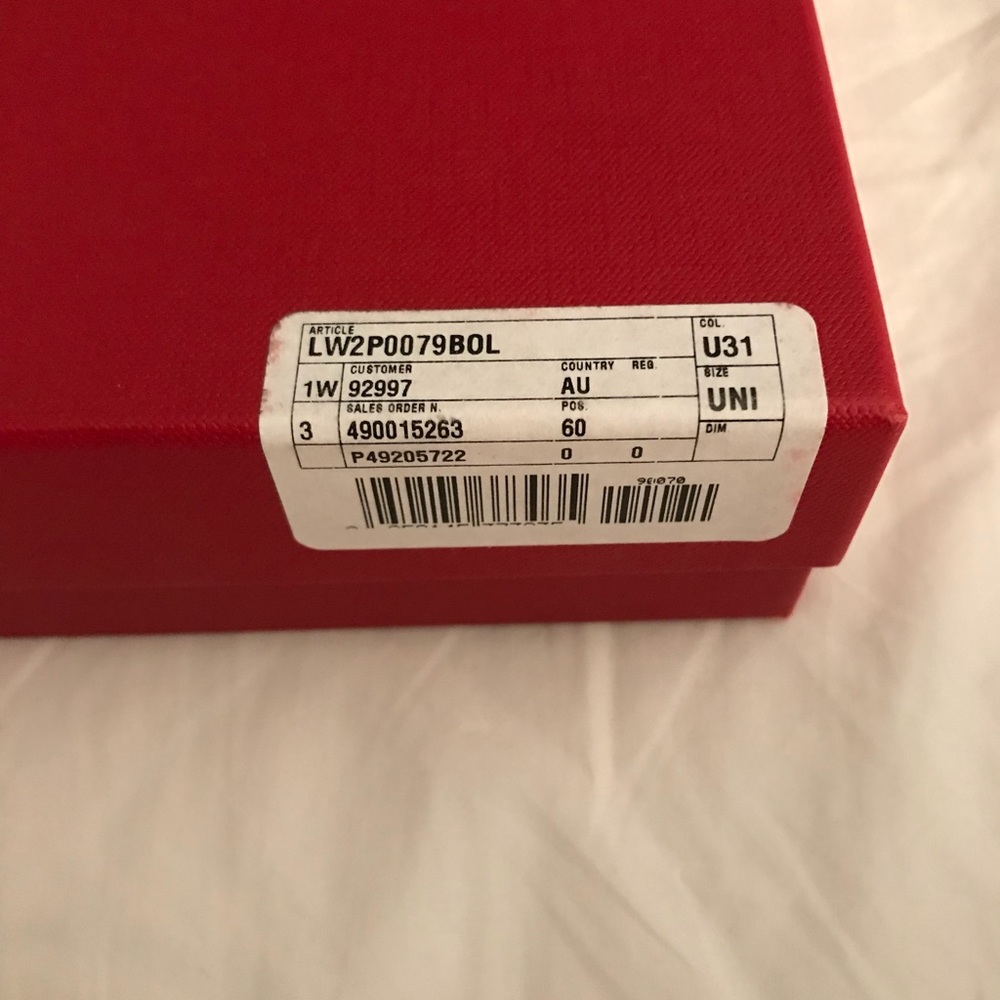 ARTICLE
LW2P0079BOL
COL.
U31
CUSTOMER
COUNTRY REG.
1W 92997 AU
SIZE
UNI
SALES ORDER N.
POS.
3 490015263 60
DIM
P49205722 0 0